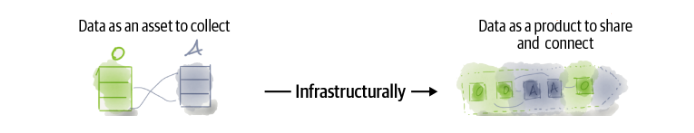 Data as an asset to collect
O
A
— Infrastructurally →
Data as a product to share
and connect
O O A A O